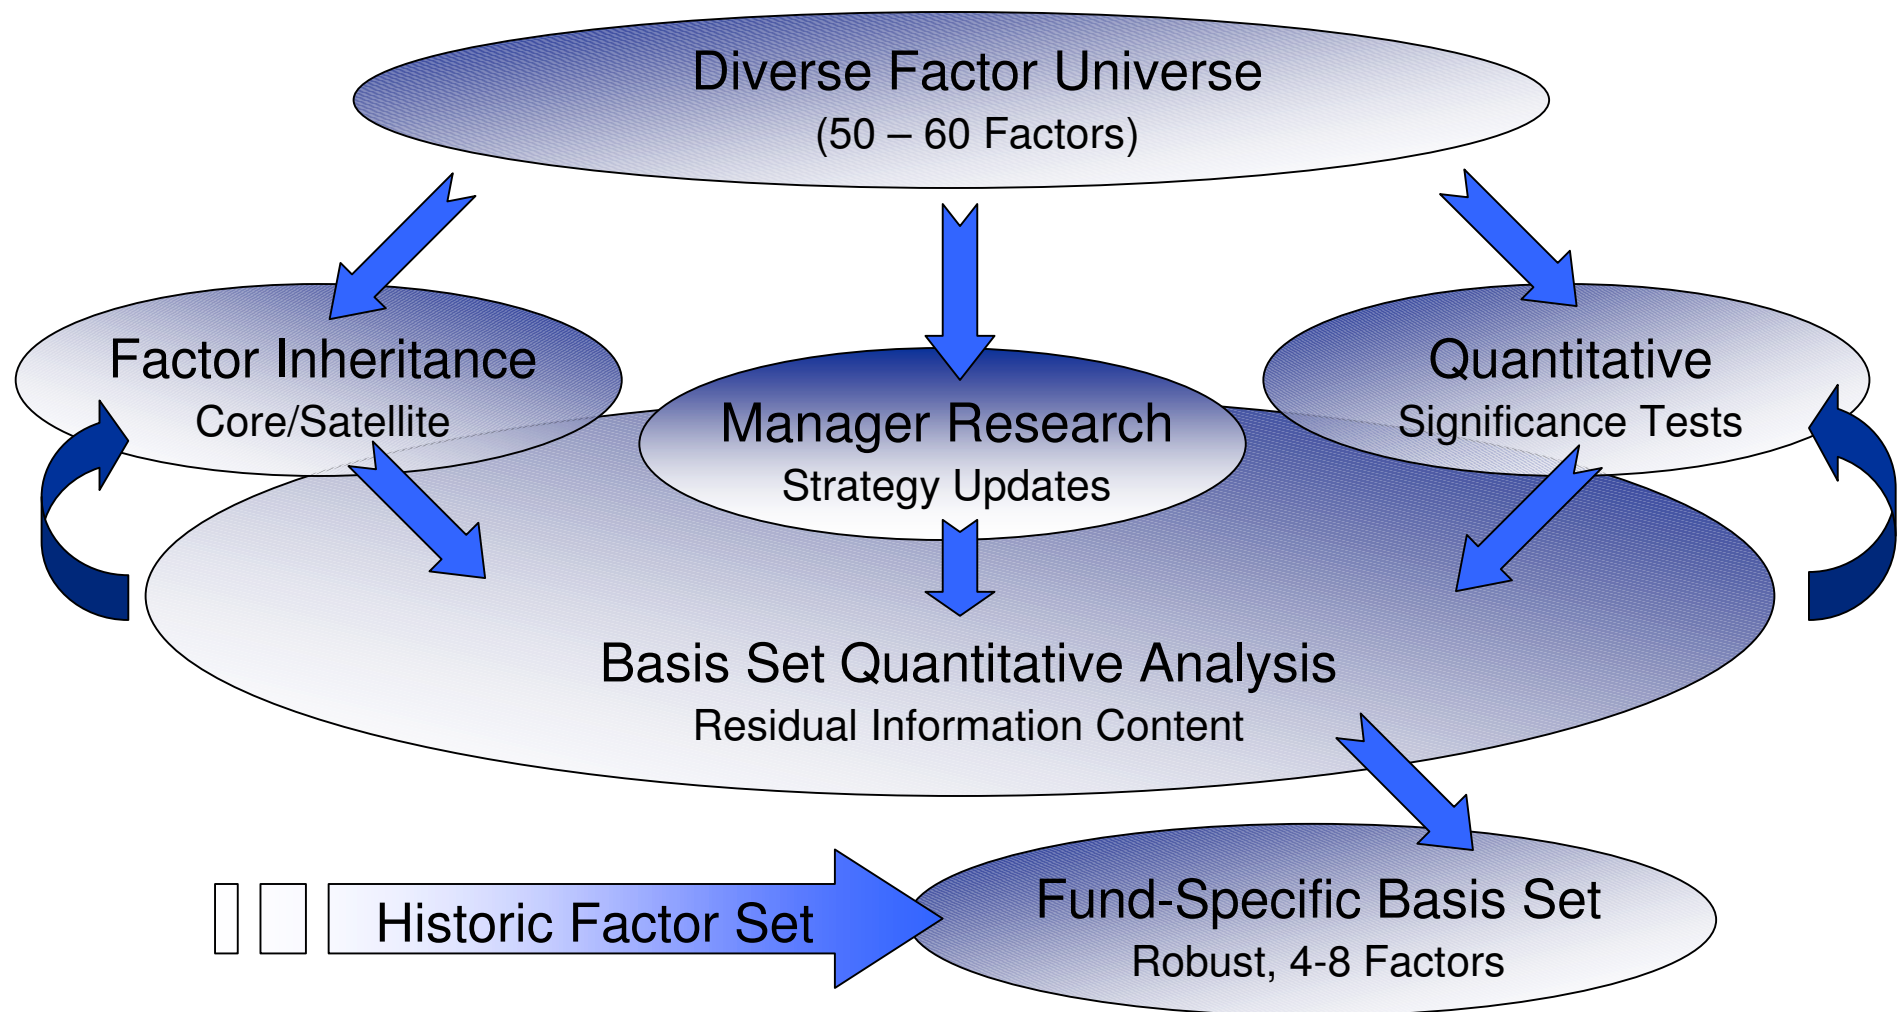 Diverse Factor Universe
(50 – 60 Factors)
Factor Inheritance
Core/Satellite
Manager Research
Strategy Updates
Quantitative
Significance Tests
Basis Set Quantitative Analysis
Residual Information Content
Historic Factor Set
Fund-Specific Basis Set
Robust, 4-8 Factors